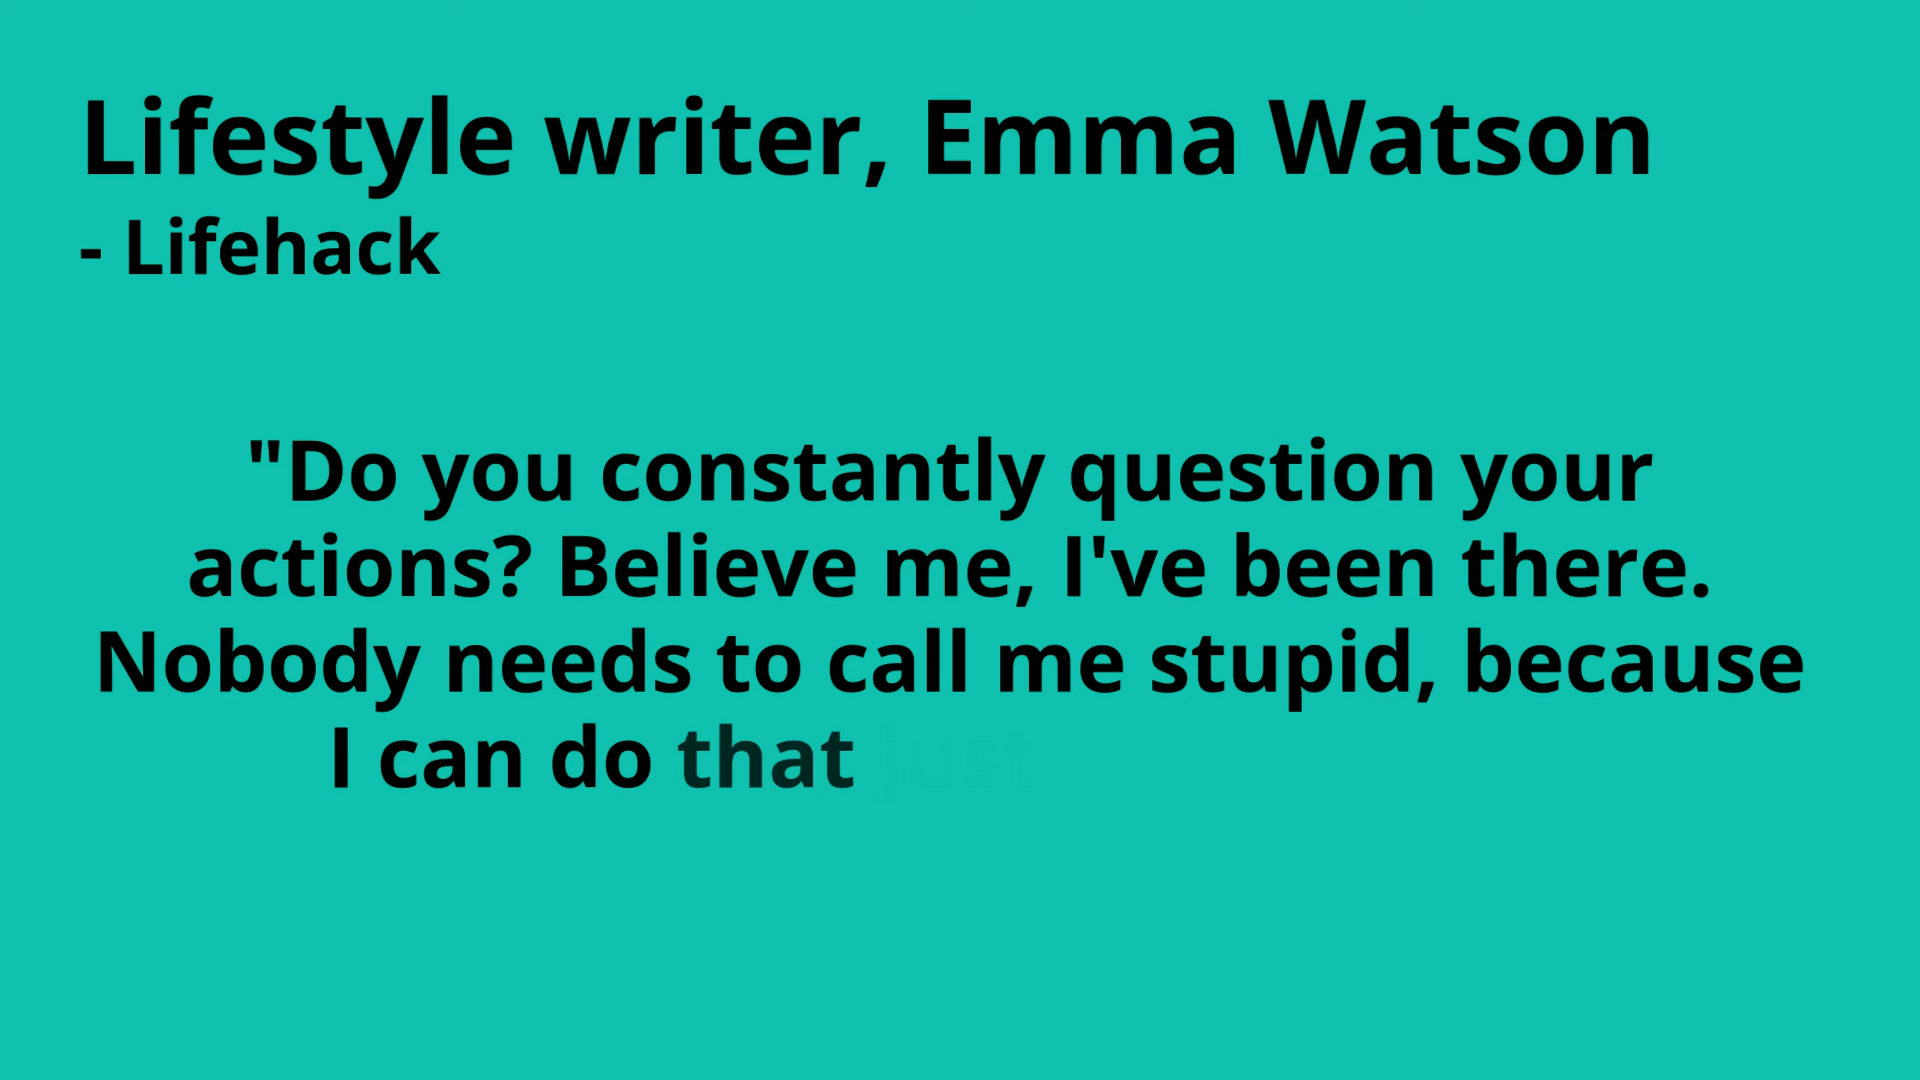 Lifestyle writer, Emma Watson
- Lifehack
"Do you constantly question your
actions? Believe me, I've been there.
Nobody needs to call me stupid, because
I can do that just